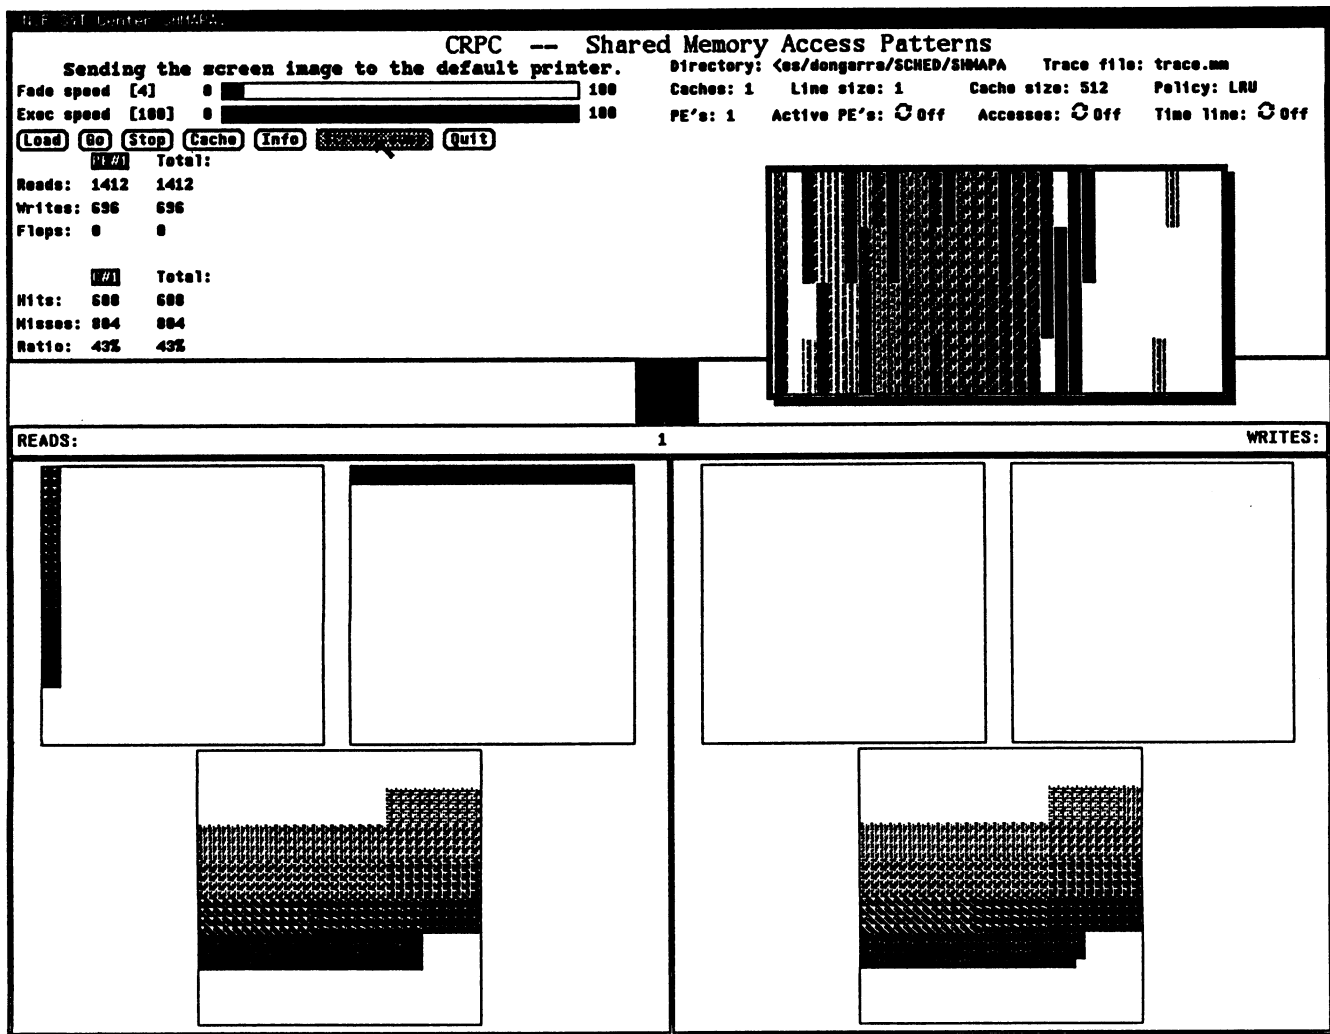 CRPC -- Shared Memory Access Patterns
Sending the screen image to the default printer.
Directory: <es/dongarra/SCHED/SHMAPA Trace file: trace.mm
Fade speed [4] 0 100
Caches: 1 Line size: 1 Cache size: 512 Policy: LRU
Exec speed [100] 0 100
PE's: 1 Active PE's: Off Accesses: Off Time line: Off
Load Go Stop Cache Info Quit
PE#1 Total:
Reads: 1412 1412
Writes: 696 696
Flops: 0 0
Total:
Hits: 608 608
Misses: 804 804
Ratio: 43% 43%
READS: 1 WRITES: